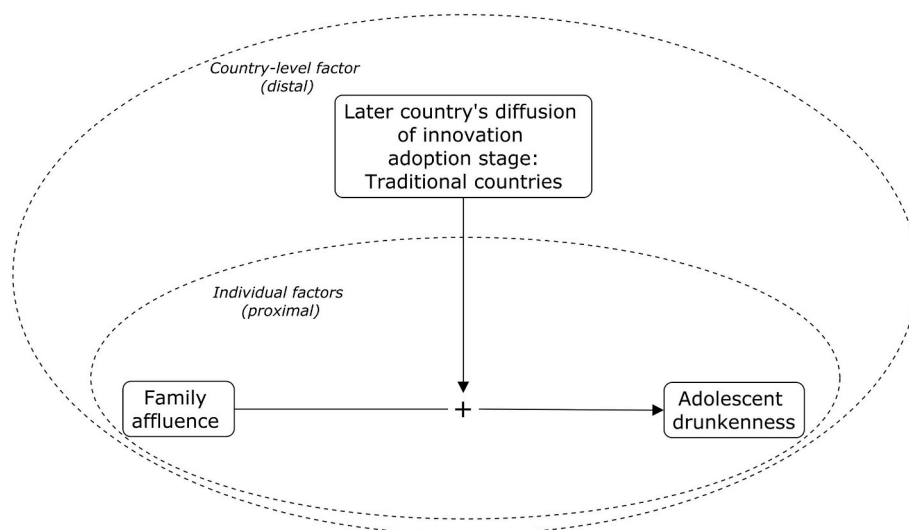 Country-level factor
(distal)
Later country's diffusion
of innovation
adoption stage:
Traditional countries
Individual factors
(proximal)
Family
affluence
+
Adolescent
drunkenness